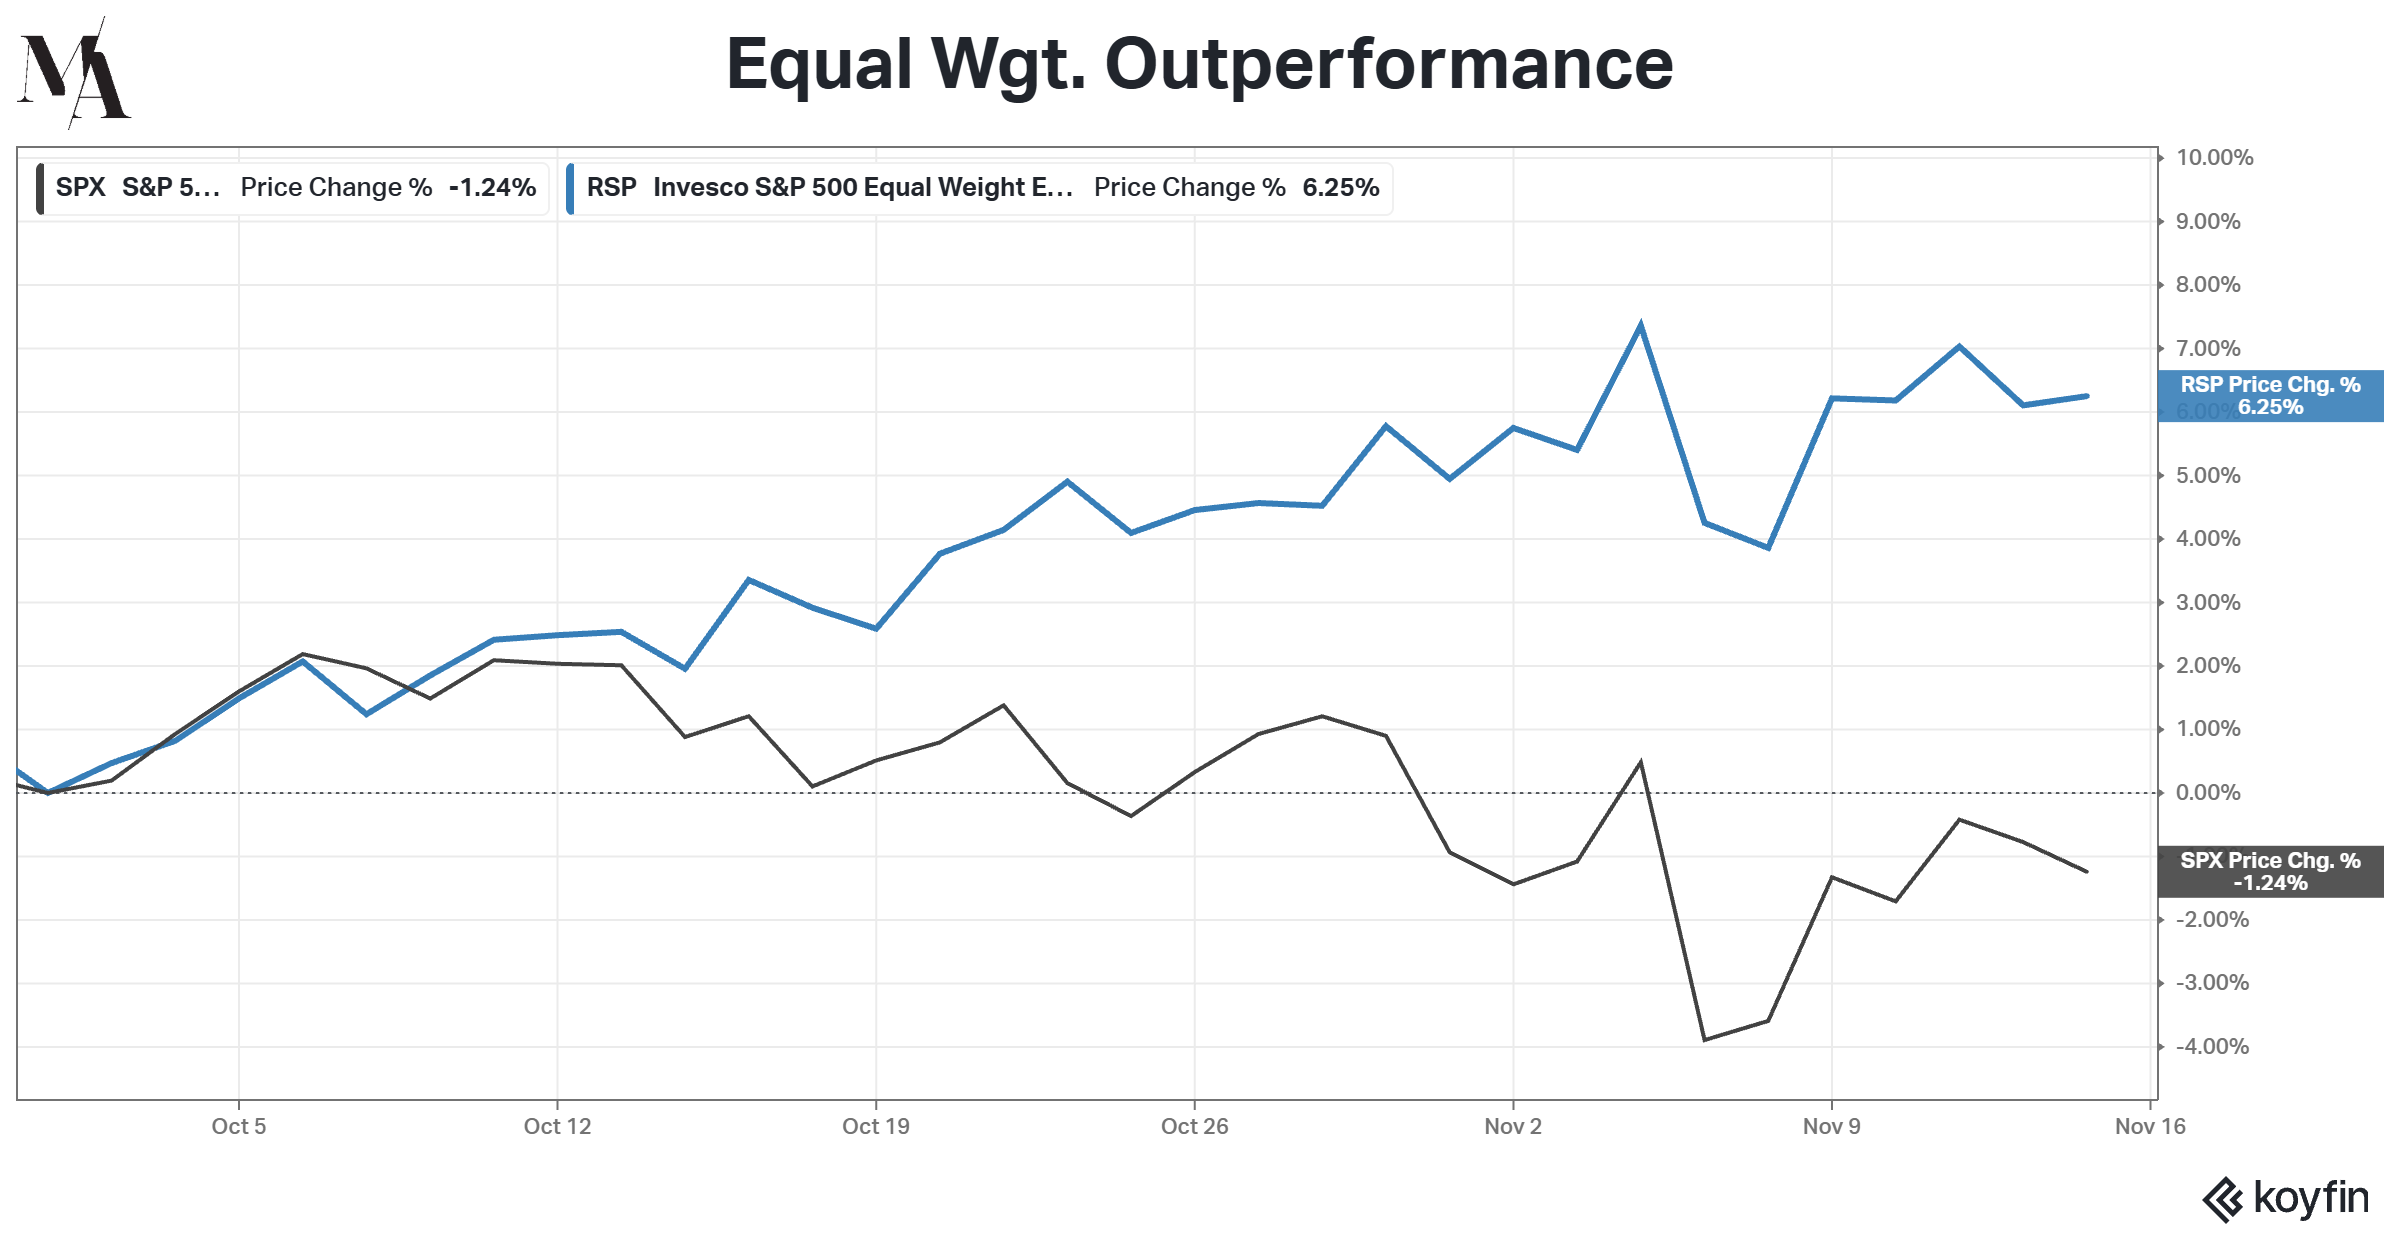 MA
Equal Wgt. Outperformance
SPX S&P 5... Price Change % -1.24%
RSP Invesco S&P 500 Equal Weight E... Price Change % 6.25%
10.00%
9.00%
8.00%
7.00%
RSP Price Chg. %
6.25%
6.00%
5.00%
4.00%
3.00%
2.00%
1.00%
0.00%
SPX Price Chg. %
-1.24%
-2.00%
-3.00%
-4.00%
Oct 5 Oct 12 Oct 19 Oct 26 Nov 2 Nov 9 Nov 16
koyfin